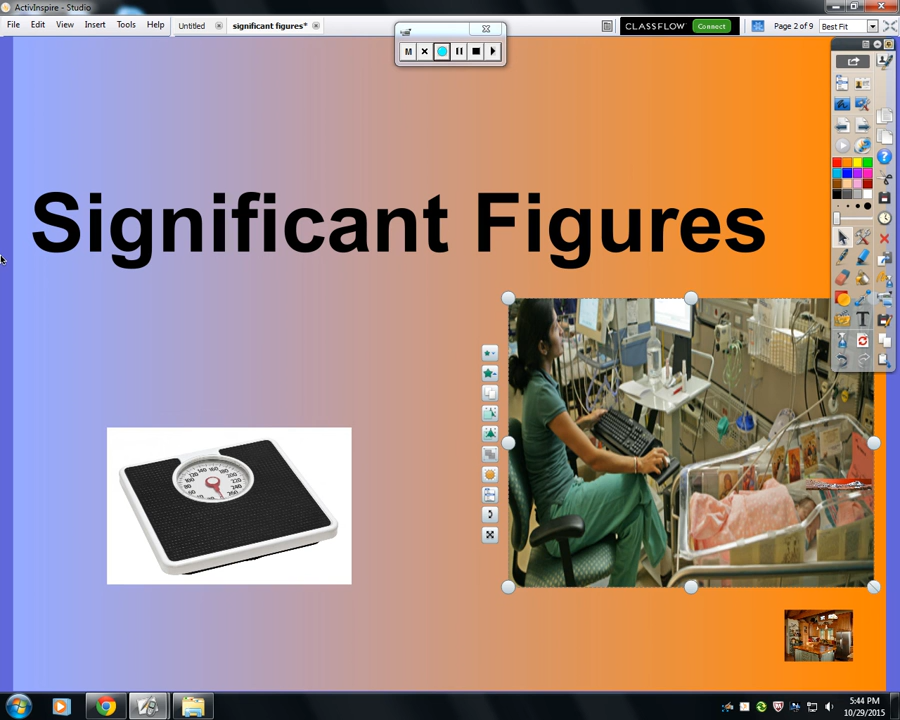 ActivInspire - Studio
File Edit View Insert Tools Help
Untitled
significant figures*
CLASSFLOW Connect
Page 2 of 9
Best Fit
M
Significant Figures
T
5:44 PM
10/29/2015